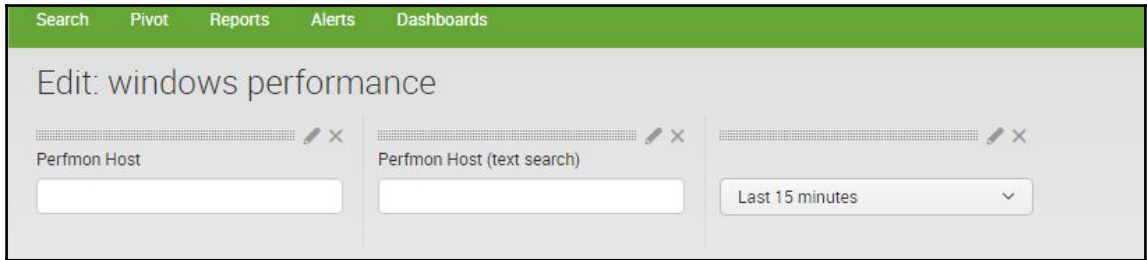 Search Pivot Reports Alerts Dashboards
Edit: windows performance
Perfmon Host
Perfmon Host (text search)
Last 15 minutes